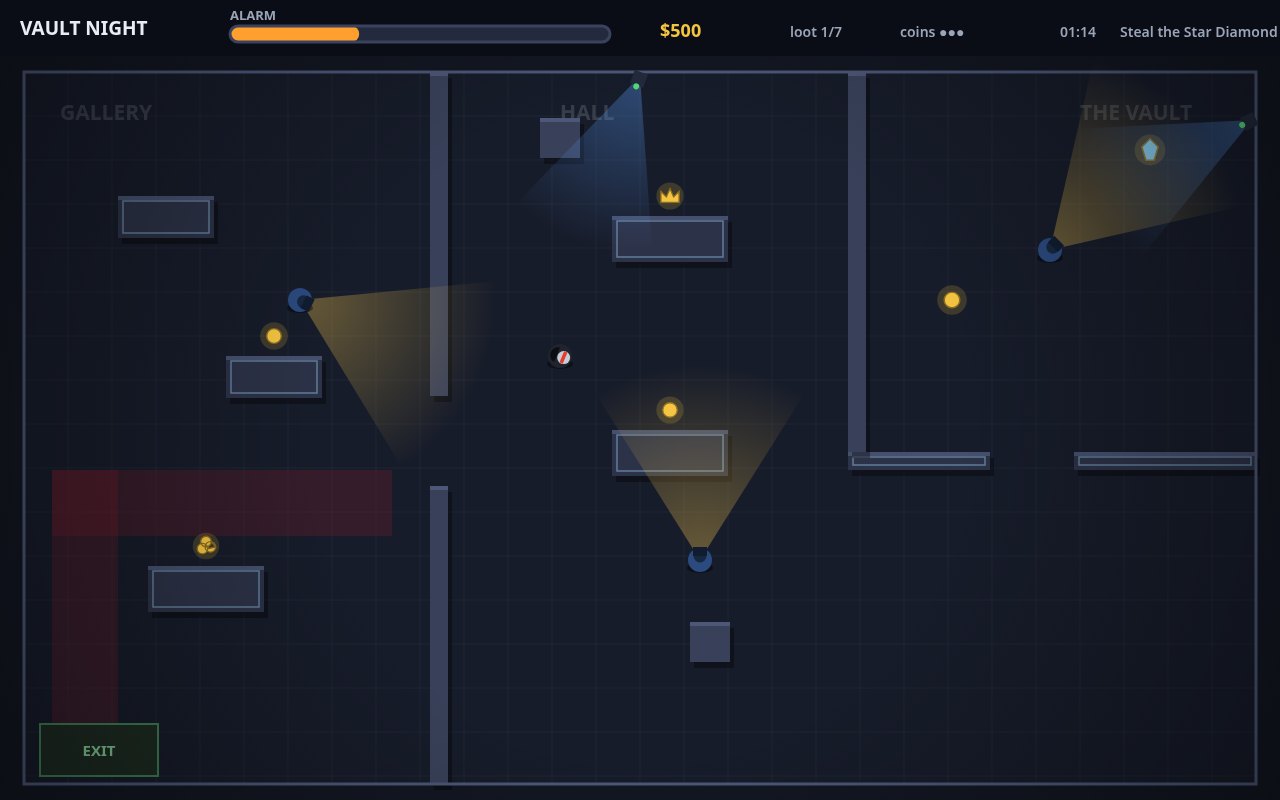 VAULT NIGHT
ALARM
$500
loot 1/7
coins ●●●
01:14
Steal the Star Diamond
GALLERY
HALL
THE VAULT
EXIT